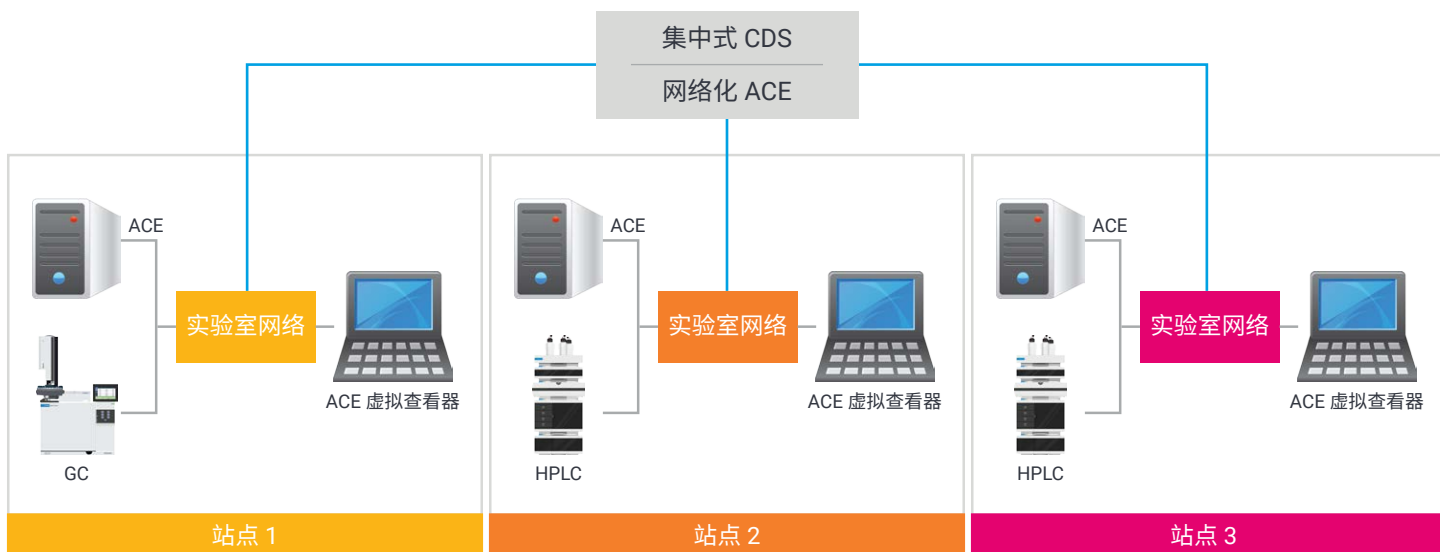 集中式 CDS
网络化 ACE
ACE
实验室网络
ACE 虚拟查看器
GC
站点 1
ACE
实验室网络
ACE 虚拟查看器
HPLC
站点 2
ACE
实验室网络
ACE 虚拟查看器
HPLC
站点 3